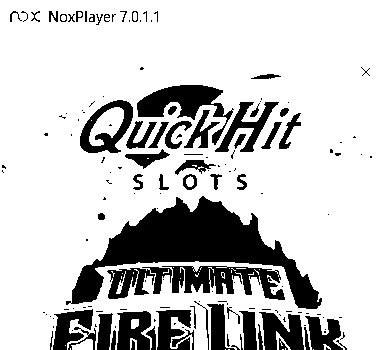 nox NoxPlayer 7.0.1.1
Quick Hit
SLOTS
ULTIMATE
FIRE LINK